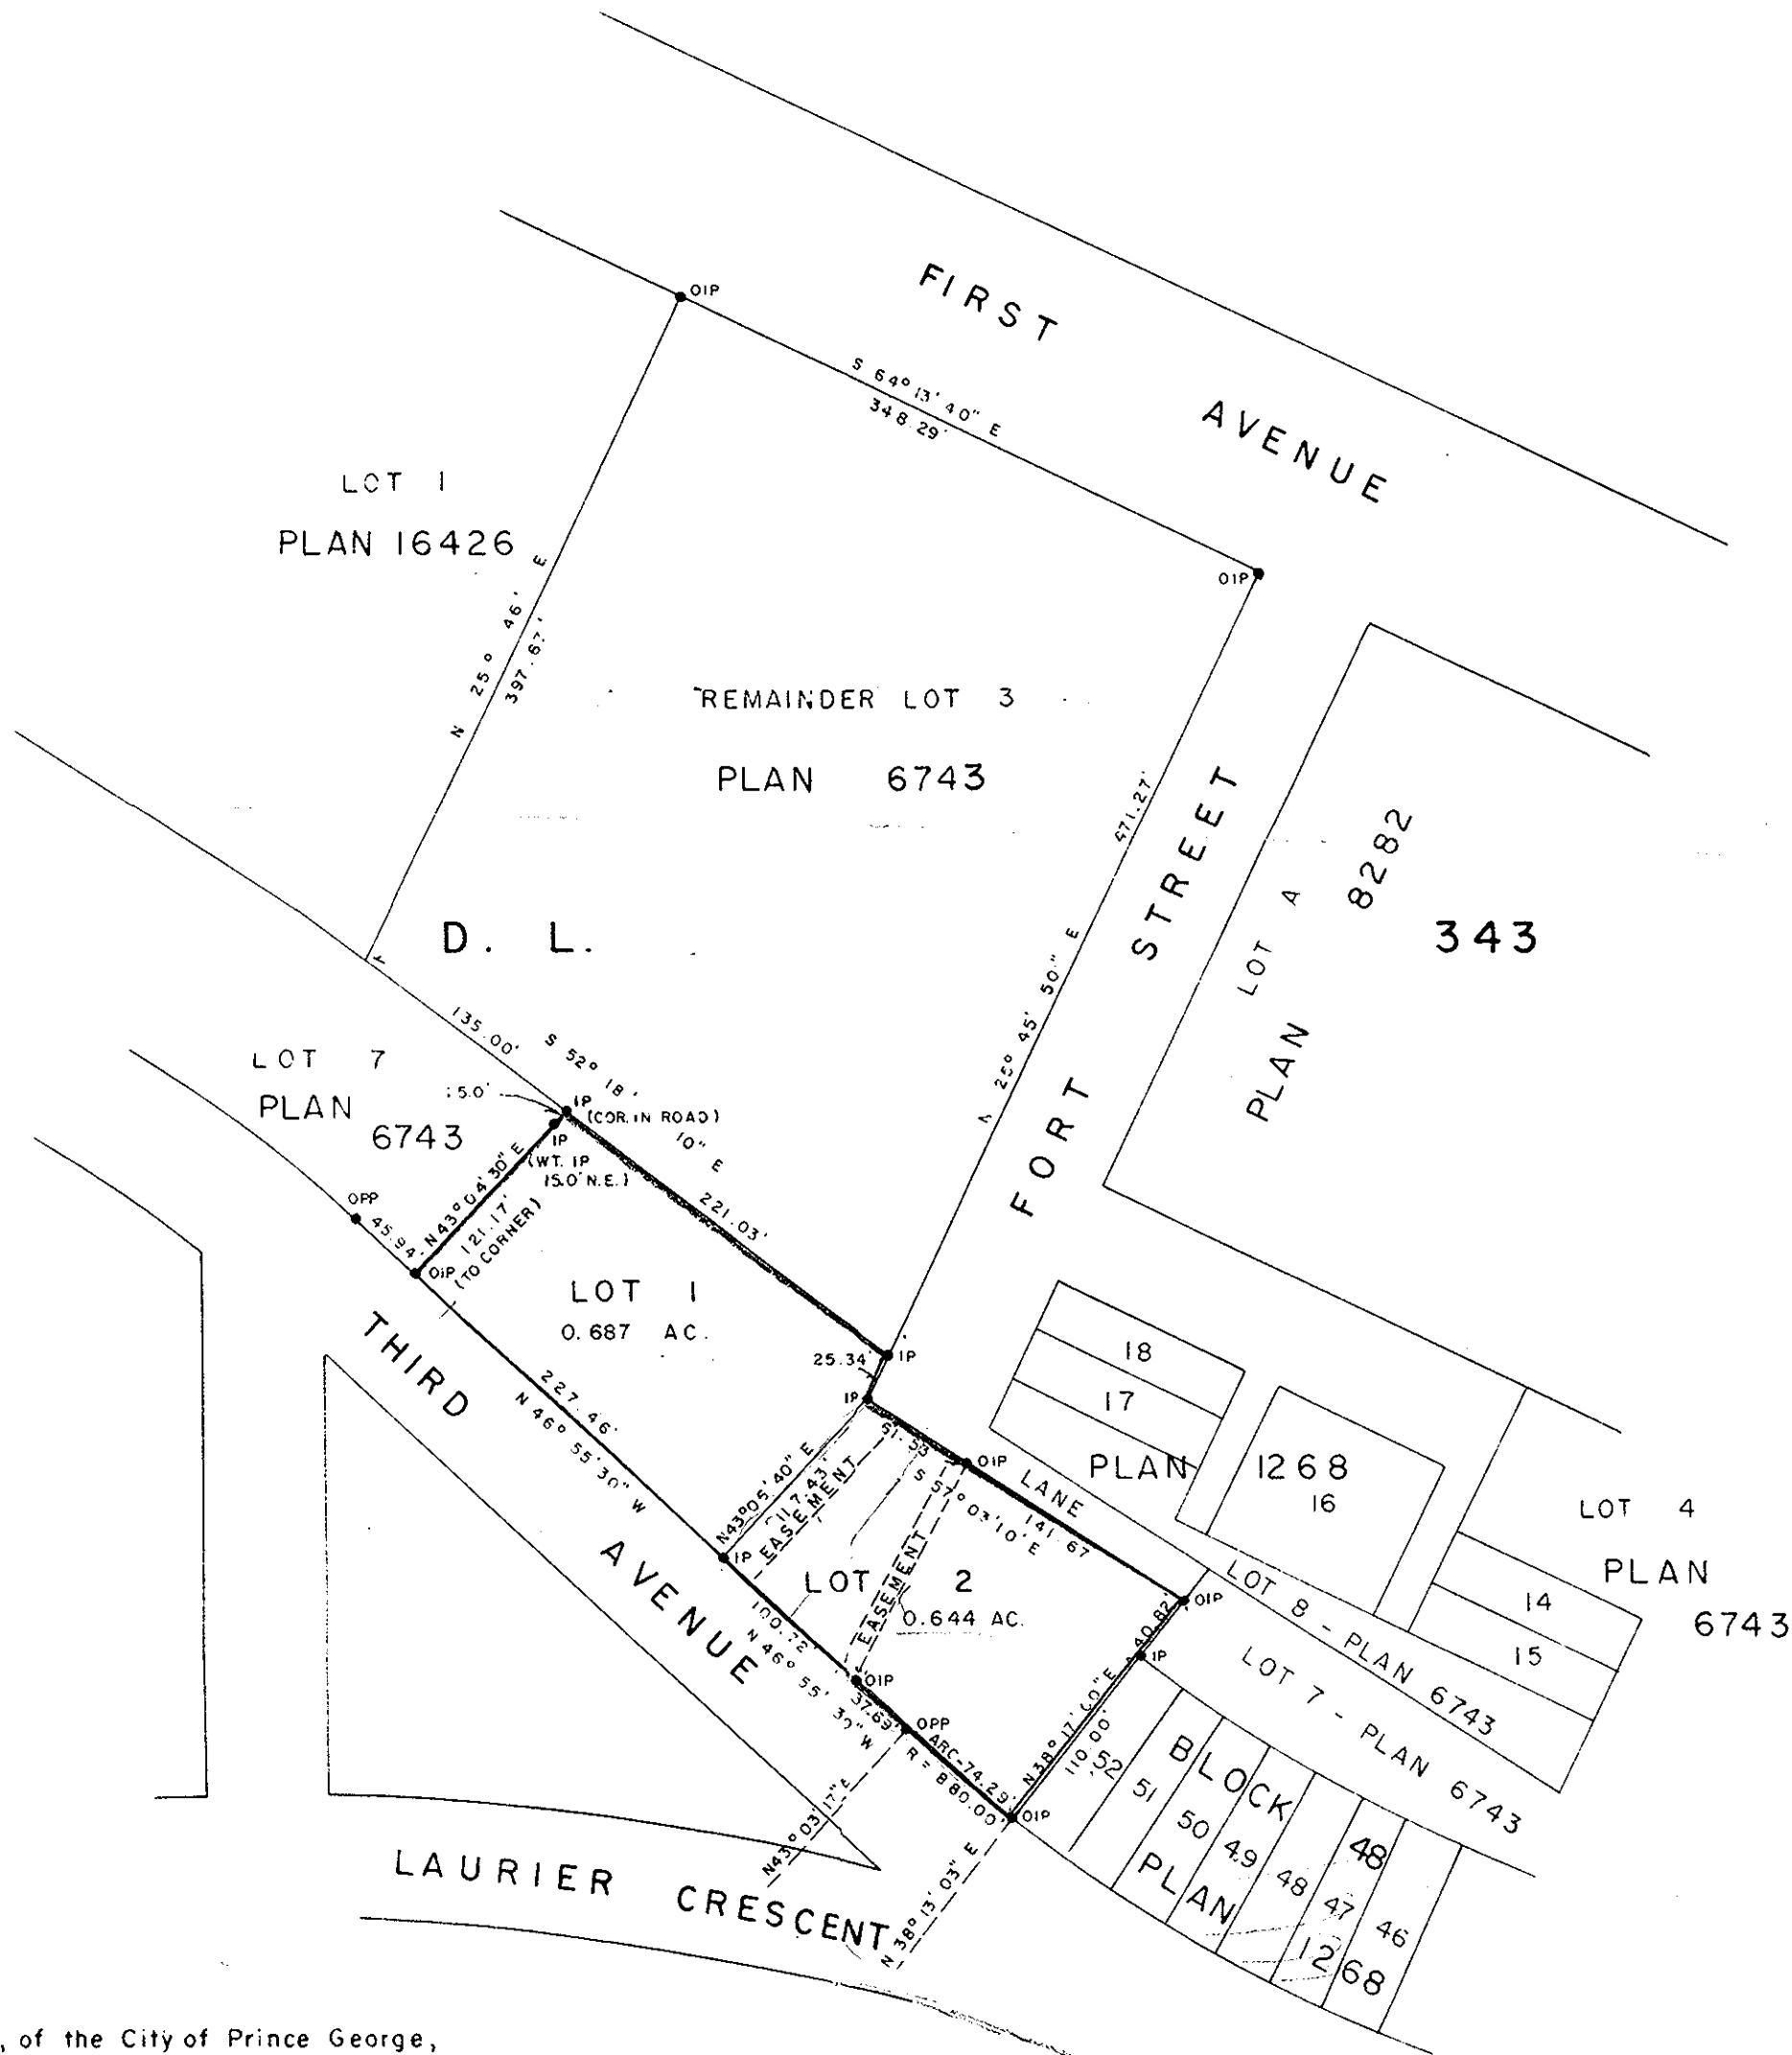 FIRST AVENUE
OIP
S 64° 13' 40" E
348.29'
OIP
LOT 1
PLAN 16426
N 25° 46' E
397.67'
REMAINDER LOT 3
PLAN 6743
471.27'
25° 45' 50" E
FORT STREET
LOT A
PLAN 8282
343
D. L.
135.00'
S 52° 18' 10" E
LOT 7
PLAN
6743
15.0'
IP
(COR. IN ROAD)
IP
(WT. IP
15.0' N.E.)
N43° 04' 30" E
121.17'
(TO CORNER)
OPP
45.94'
OIP
221.03'
LOT 1
0.687 AC.
25.34'
IP
IP
THIRD AVENUE
227.46'
N 46° 55' 30" W
N43° 05' 40" E
117.43'
EASEMENT
IP
61.53
OIP
S 57° 03' 10" E
141.67
LANE
EASEMENT
LOT 2
0.644 AC.
100.72'
N 46° 55' 30" W
OIP
37.69'
OPP
ARC-74.29'
R = 880.00'
OIP
40.82'
OIP
IP
N38° 17' E
110.00'
N43° 03' 17" E
N 38° 13' 03" E
18
17
PLAN 1268
16
LOT 4
PLAN
6743
14
15
LOT 8 - PLAN 6743
LOT 7 - PLAN 6743
BLOCK 48
PLAN 1268
52
51
50
49
48
47
46
LAURIER CRESCENT
, of the City of Prince George,